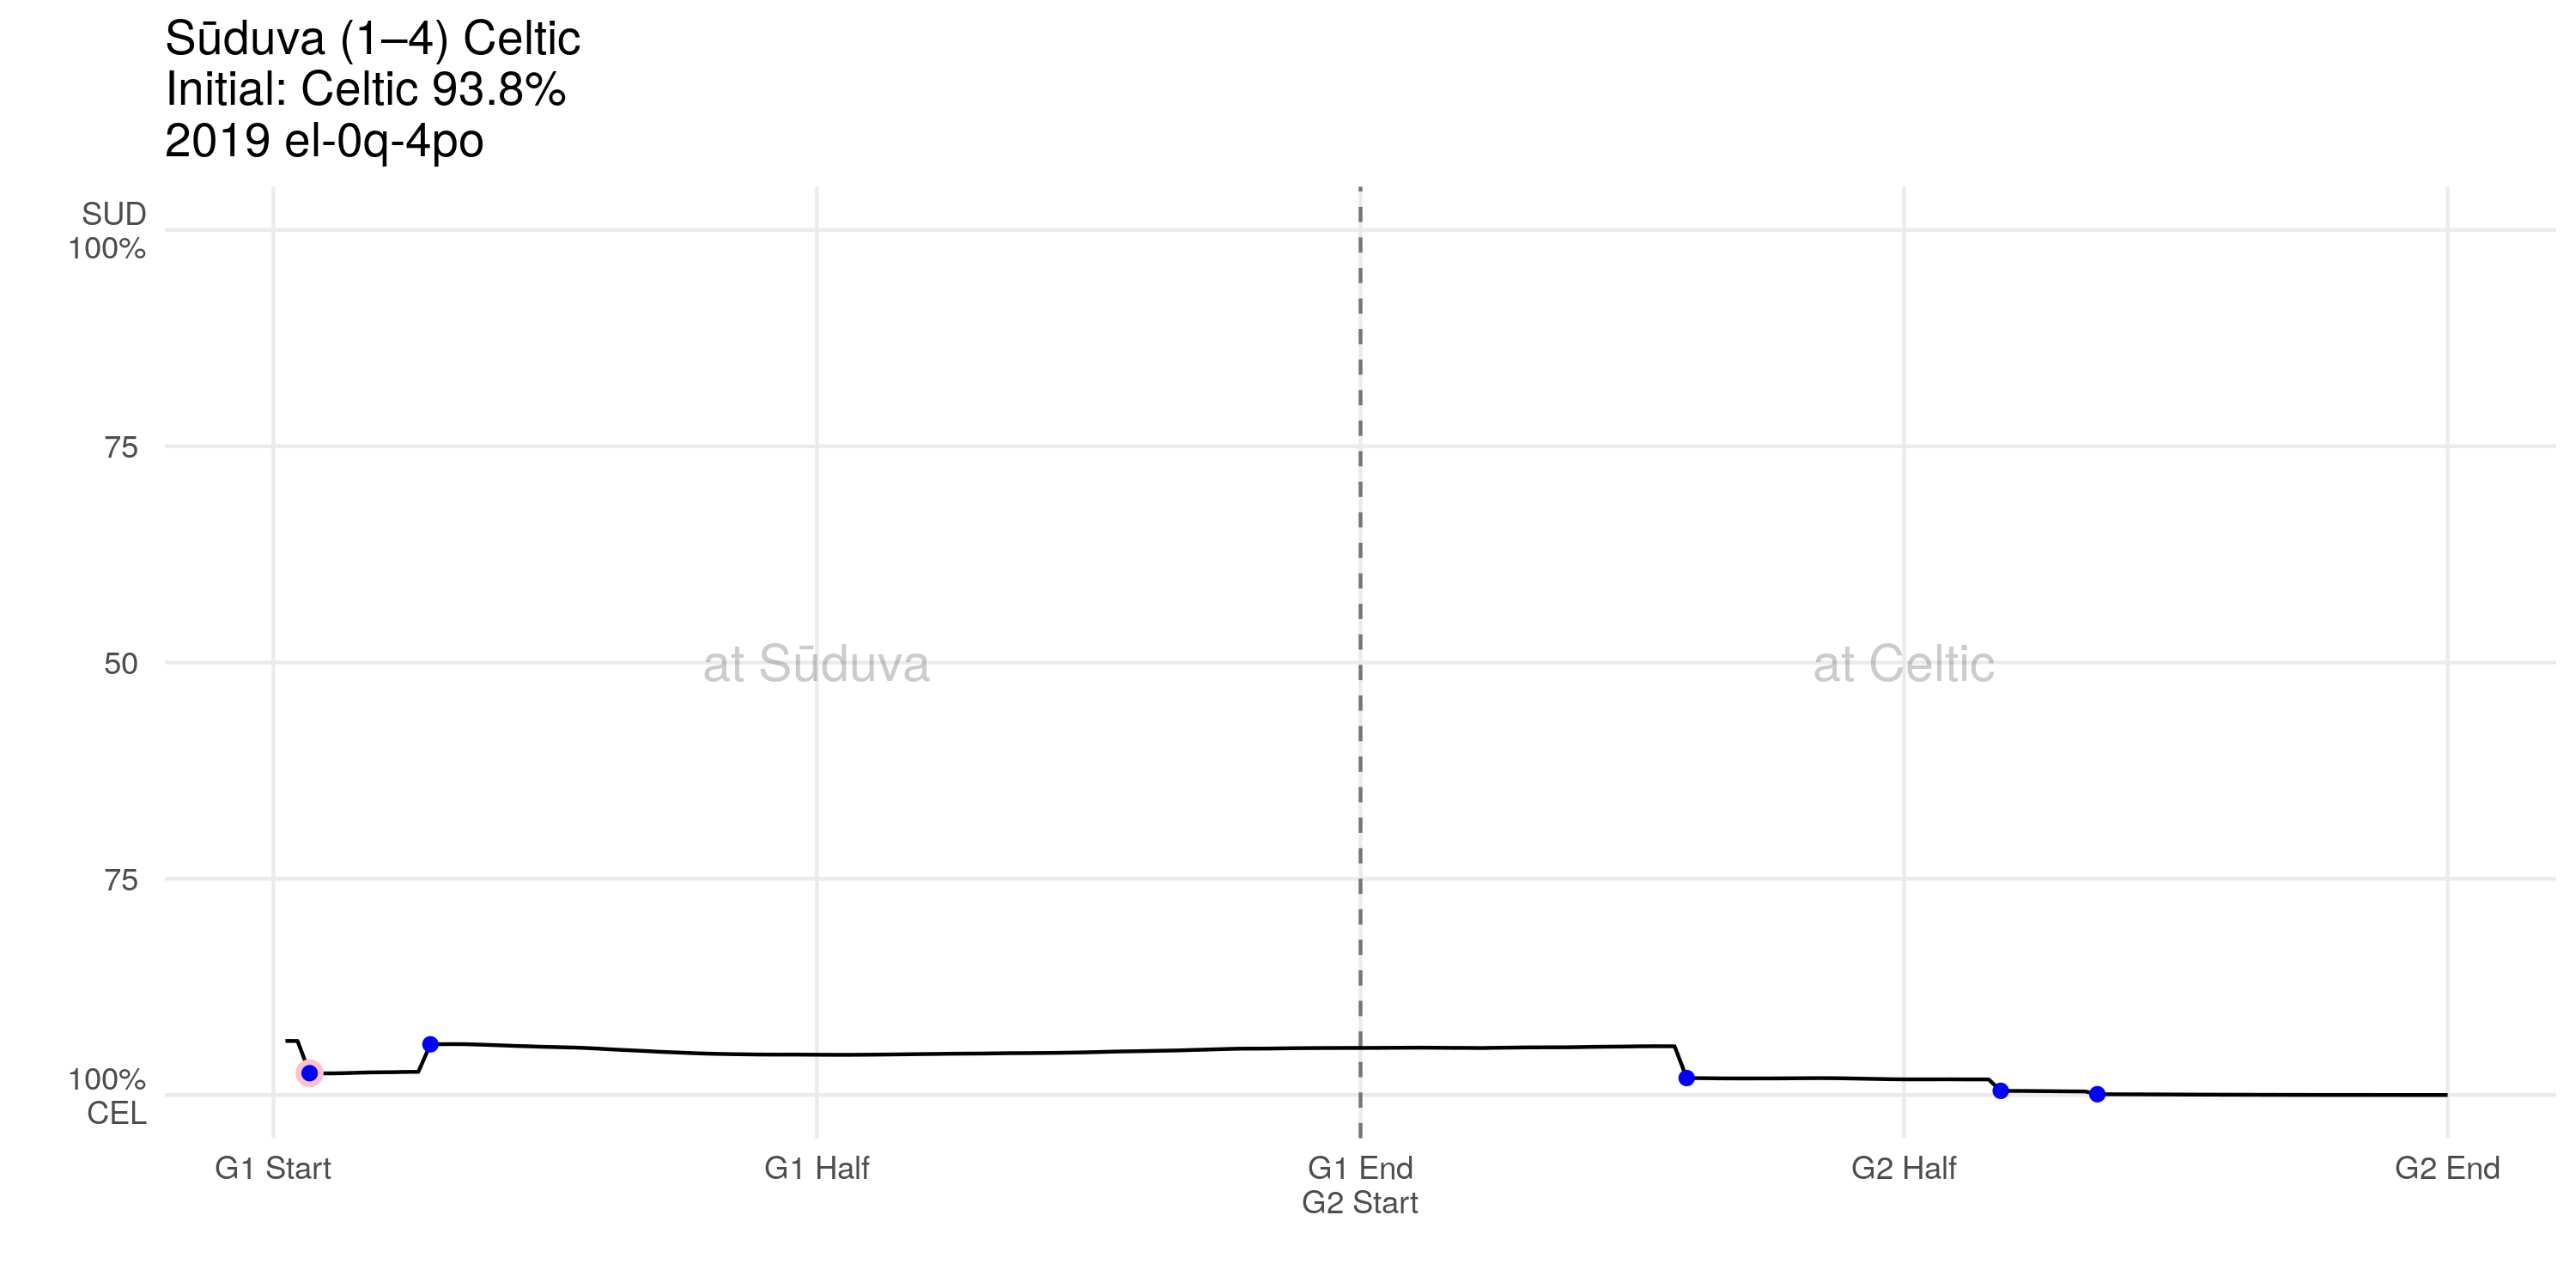 Sūduva (1–4) Celtic
Initial: Celtic 93.8%
2019 el-0q-4po
SUD
100%
75
50
75
100%
CEL
at Sūduva
at Celtic
G1 Start
G1 Half
G1 End
G2 Start
G2 Half
G2 End